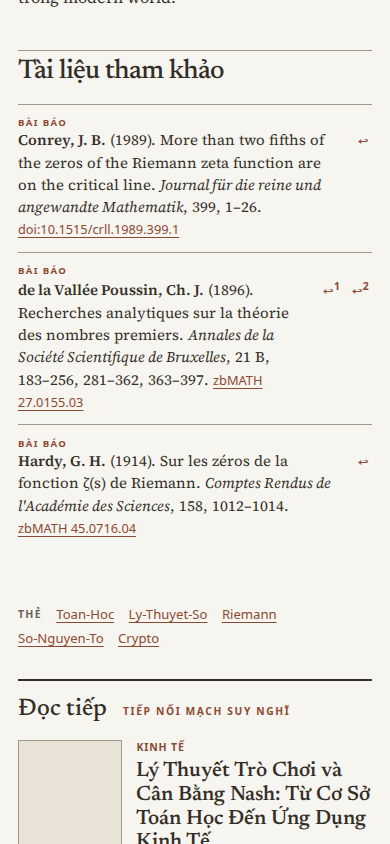 trong modern world.
Tài liệu tham khảo
BÀI BÁO
Conrey, J. B. (1989). More than two fifths of ↩
the zeros of the Riemann zeta function are
on the critical line. Journal für die reine und
angewandte Mathematik, 399, 1–26.
doi:10.1515/crll.1989.399.1
BÀI BÁO
de la Vallée Poussin, Ch. J. (1896). ↩1 ↩2
Recherches analytiques sur la théorie
des nombres premiers. Annales de la
Société Scientifique de Bruxelles, 21 B,
183–256, 281–362, 363–397. zbMATH
27.0155.03
BÀI BÁO
Hardy, G. H. (1914). Sur les zéros de la ↩
fonction ζ(s) de Riemann. Comptes Rendus de
l'Académie des Sciences, 158, 1012–1014.
zbMATH 45.0716.04
THẺ Toan-Hoc Ly-Thuyet-So Riemann
So-Nguyen-To Crypto
Đọc tiếp TIẾP NỐI MẠCH SUY NGHĨ
KINH TẾ
Lý Thuyết Trò Chơi và
Cân Bằng Nash: Từ Cơ Sở
Toán Học Đến Ứng Dụng
Kinh Tế